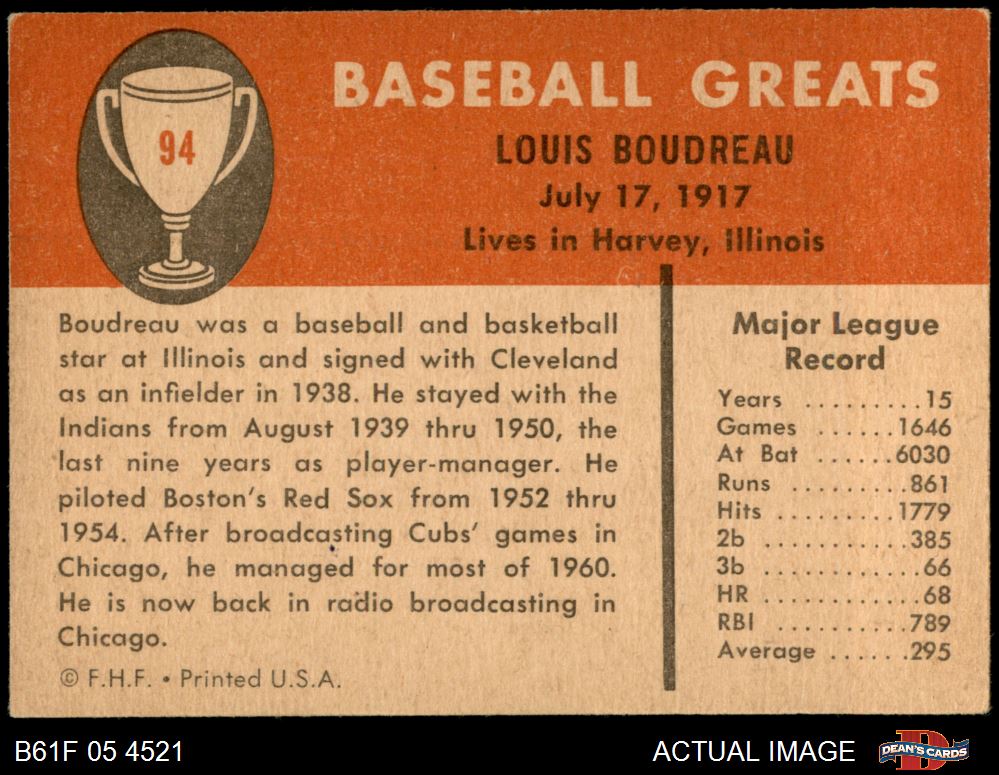 94
BASEBALL GREATS
LOUIS BOUDREAU
July 17, 1917
Lives in Harvey, Illinois
Boudreau was a baseball and basketball
star at Illinois and signed with Cleveland
as an infielder in 1938. He stayed with the
Indians from August 1939 thru 1950, the
last nine years as player-manager. He
piloted Boston's Red Sox from 1952 thru
1954. After broadcasting Cubs' games in
Chicago, he managed for most of 1960.
He is now back in radio broadcasting in
Chicago.
© F.H.F. • Printed U.S.A.
Major League
Record
Years .........15
Games ......1646
At Bat ......6030
Runs .........861
Hits .........1779
2b ...........385
3b ............66
HR ............68
RBI ..........789
Average ......295
B61F 05 4521
ACTUAL IMAGE
D
DEAN'S CARDS